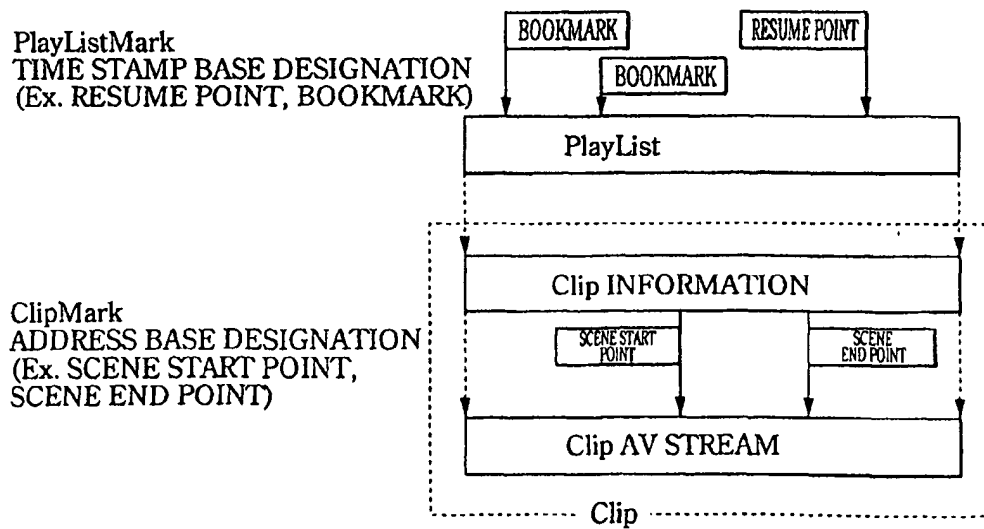 PlayListMark
TIME STAMP BASE DESIGNATION
(Ex. RESUME POINT, BOOKMARK)
BOOKMARK
RESUME POINT
BOOKMARK
PlayList
Clip INFORMATION
ClipMark
ADDRESS BASE DESIGNATION
(Ex. SCENE START POINT,
SCENE END POINT)
SCENE START
POINT
SCENE
END POINT
Clip AV STREAM
Clip